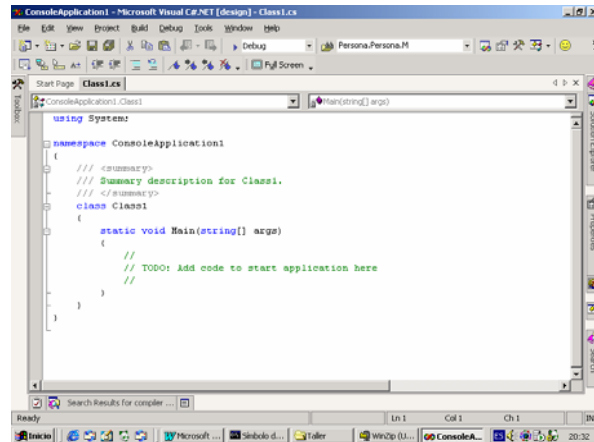 ConsoleApplication1 - Microsoft Visual C#.NET [design] - Class1.cs
File Edit View Project Build Debug Tools Window Help
Debug Persona.Persona.M
Full Screen
Start Page Class1.cs
ConsoleApplication1.Class1 Main(string[] args)
Toolbox
using System;
namespace ConsoleApplication1
{
/// <summary>
/// Summary description for Class1.
/// </summary>
class Class1
{
static void Main(string[] args)
{
//
// TODO: Add code to start application here
//
}
}
}
Search Results for compiler ...
Ready Ln 1 Col 1 Ch 1 IN
Inicio Microsoft ... Símbolo d... Taller WinZip (U... ConsoleA... ES 20:32